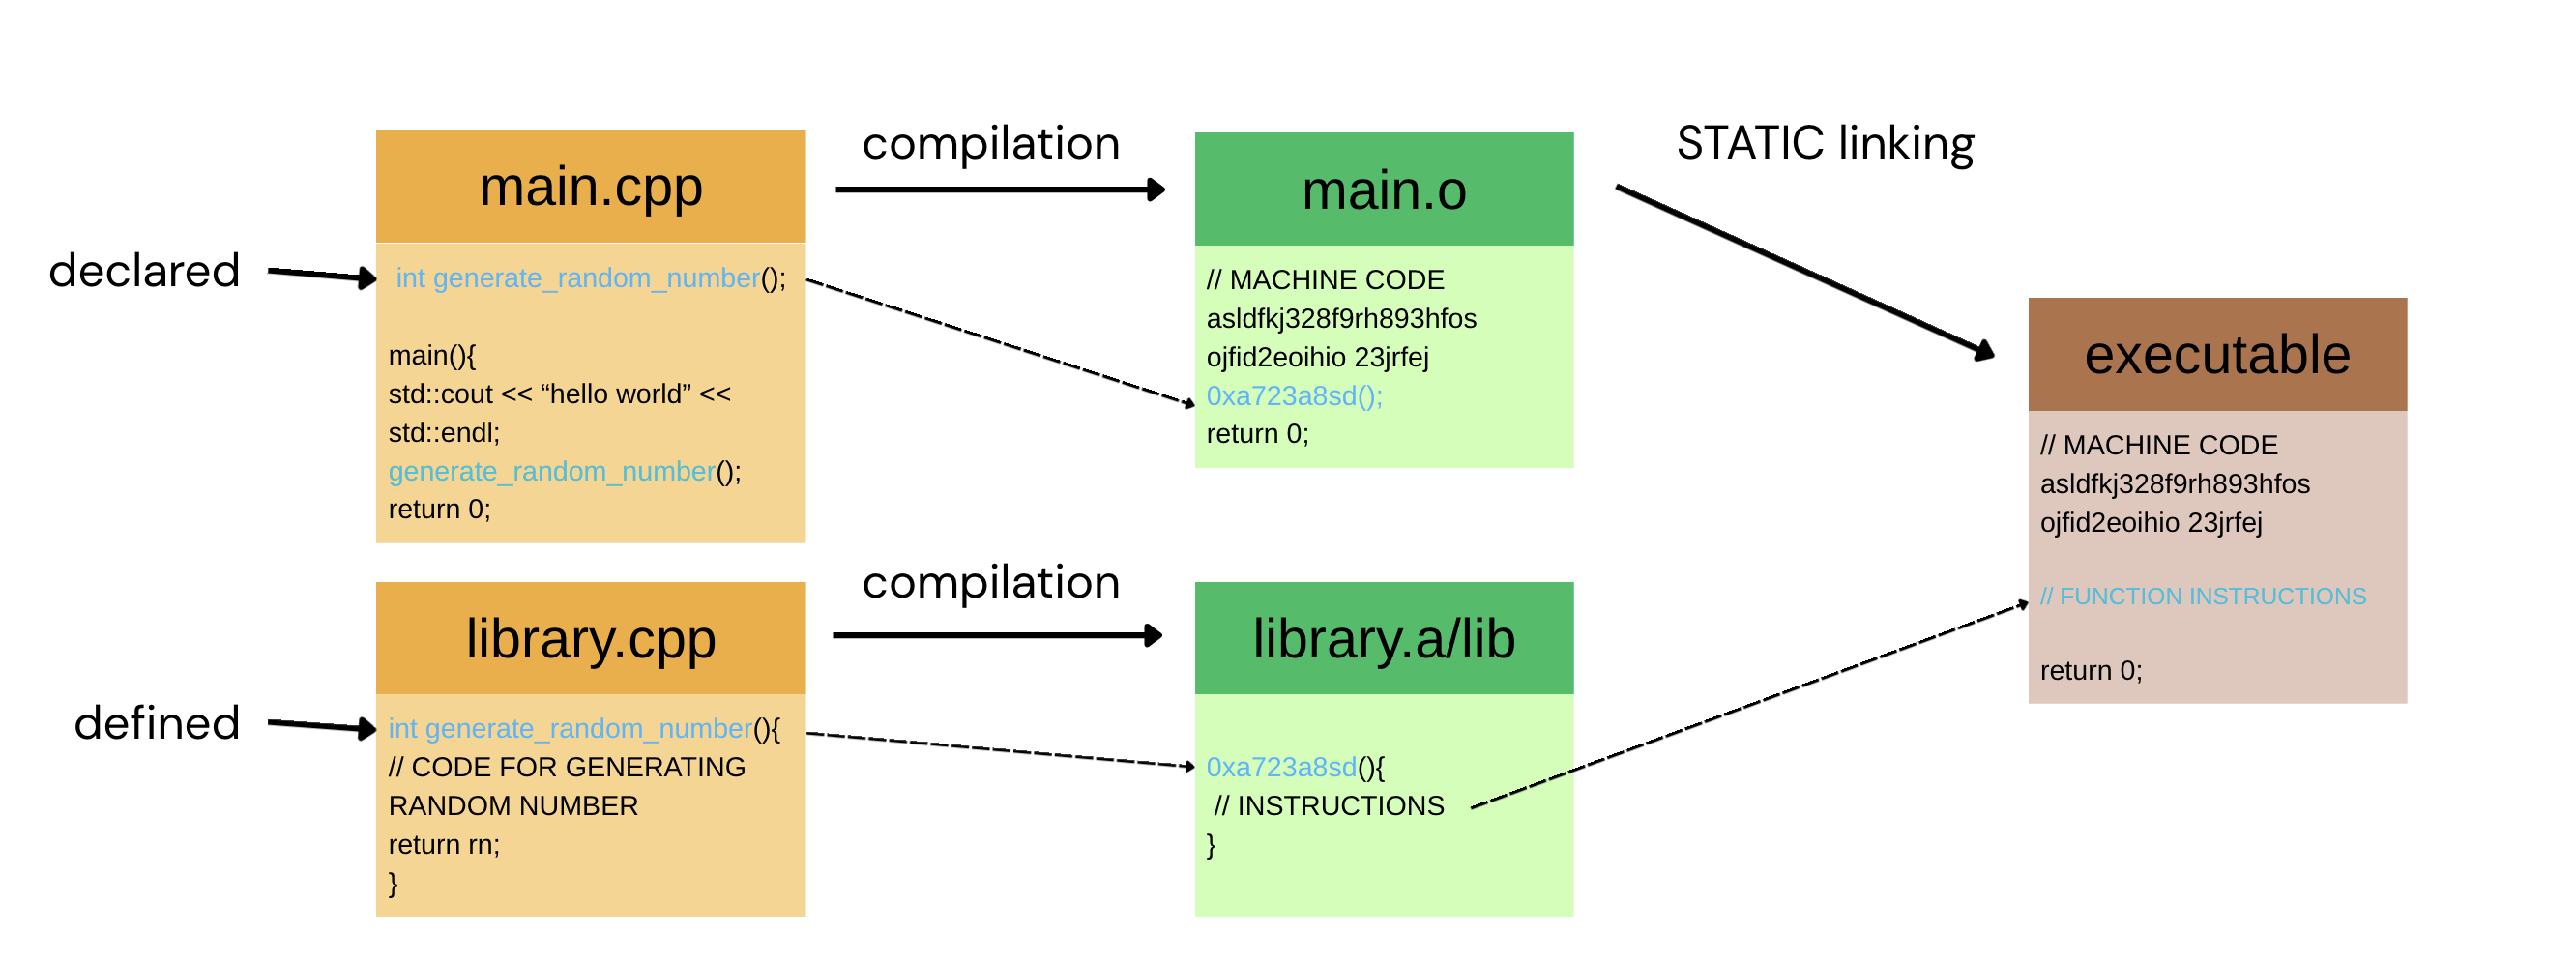 compilation
STATIC linking
main.cpp
main.o
declared
int generate_random_number();
main(){
std::cout << “hello world” <<
std::endl;
generate_random_number();
return 0;
// MACHINE CODE
asldfkj328f9rh893hfos
ojfid2eoihio 23jrfej
0xa723a8sd();
return 0;
executable
// MACHINE CODE
asldfkj328f9rh893hfos
ojfid2eoihio 23jrfej
// FUNCTION INSTRUCTIONS
return 0;
compilation
library.cpp
library.a/lib
defined
int generate_random_number(){
// CODE FOR GENERATING
RANDOM NUMBER
return rn;
}
0xa723a8sd(){
// INSTRUCTIONS
}